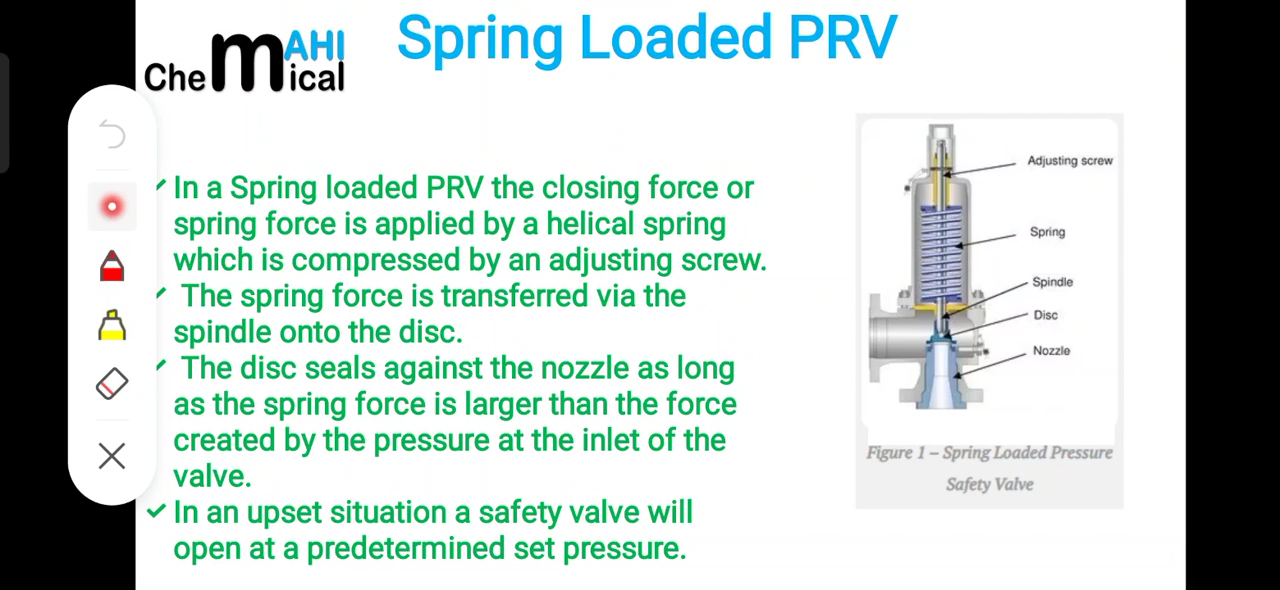 Spring Loaded PRV
MAHI
Chemical
In a Spring loaded PRV the closing force or
spring force is applied by a helical spring
which is compressed by an adjusting screw.
The spring force is transferred via the
spindle onto the disc.
The disc seals against the nozzle as long
as the spring force is larger than the force
created by the pressure at the inlet of the
valve.
In an upset situation a safety valve will
open at a predetermined set pressure.
Adjusting screw
Spring
Spindle
Disc
Nozzle
Figure 1 – Spring Loaded Pressure
Safety Valve